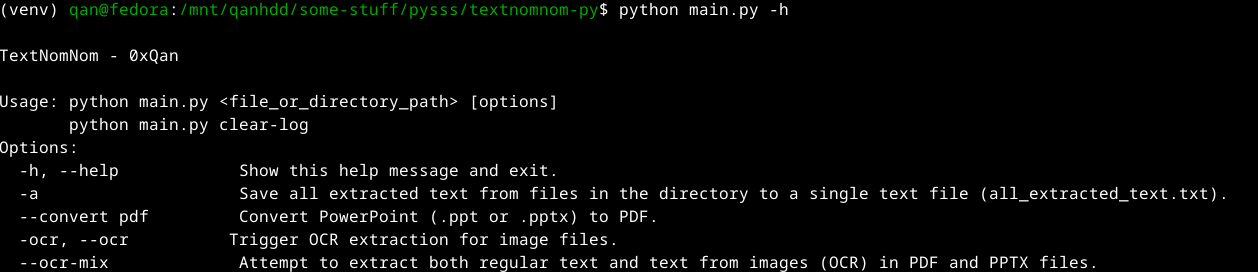 (venv) qan@fedora:/mnt/qanhdd/some-stuff/pysss/textnomnom-py$ python main.py -h
TextNomNom - 0xQan
Usage: python main.py <file_or_directory_path> [options]
       python main.py clear-log
Options:
  -h, --help            Show this help message and exit.
  -a                    Save all extracted text from files in the directory to a single text file (all_extracted_text.txt).
  --convert pdf         Convert PowerPoint (.ppt or .pptx) to PDF.
  -ocr, --ocr          Trigger OCR extraction for image files.
  --ocr-mix             Attempt to extract both regular text and text from images (OCR) in PDF and PPTX files.